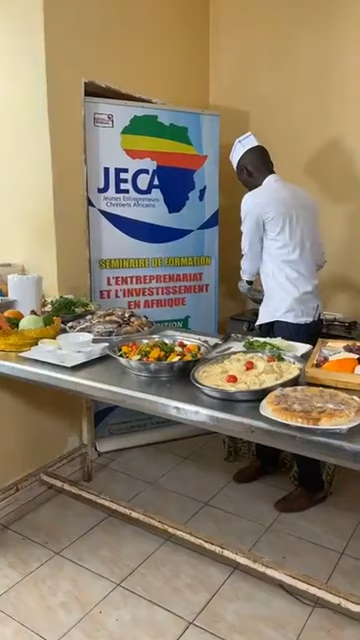 JECA
Jeunes Entrepreneurs
Chrétiens Africains
SEMINAIRE DE FORMATION
L'ENTREPRENARIAT
ET L'INVESTISSEMENT
EN AFRIQUE